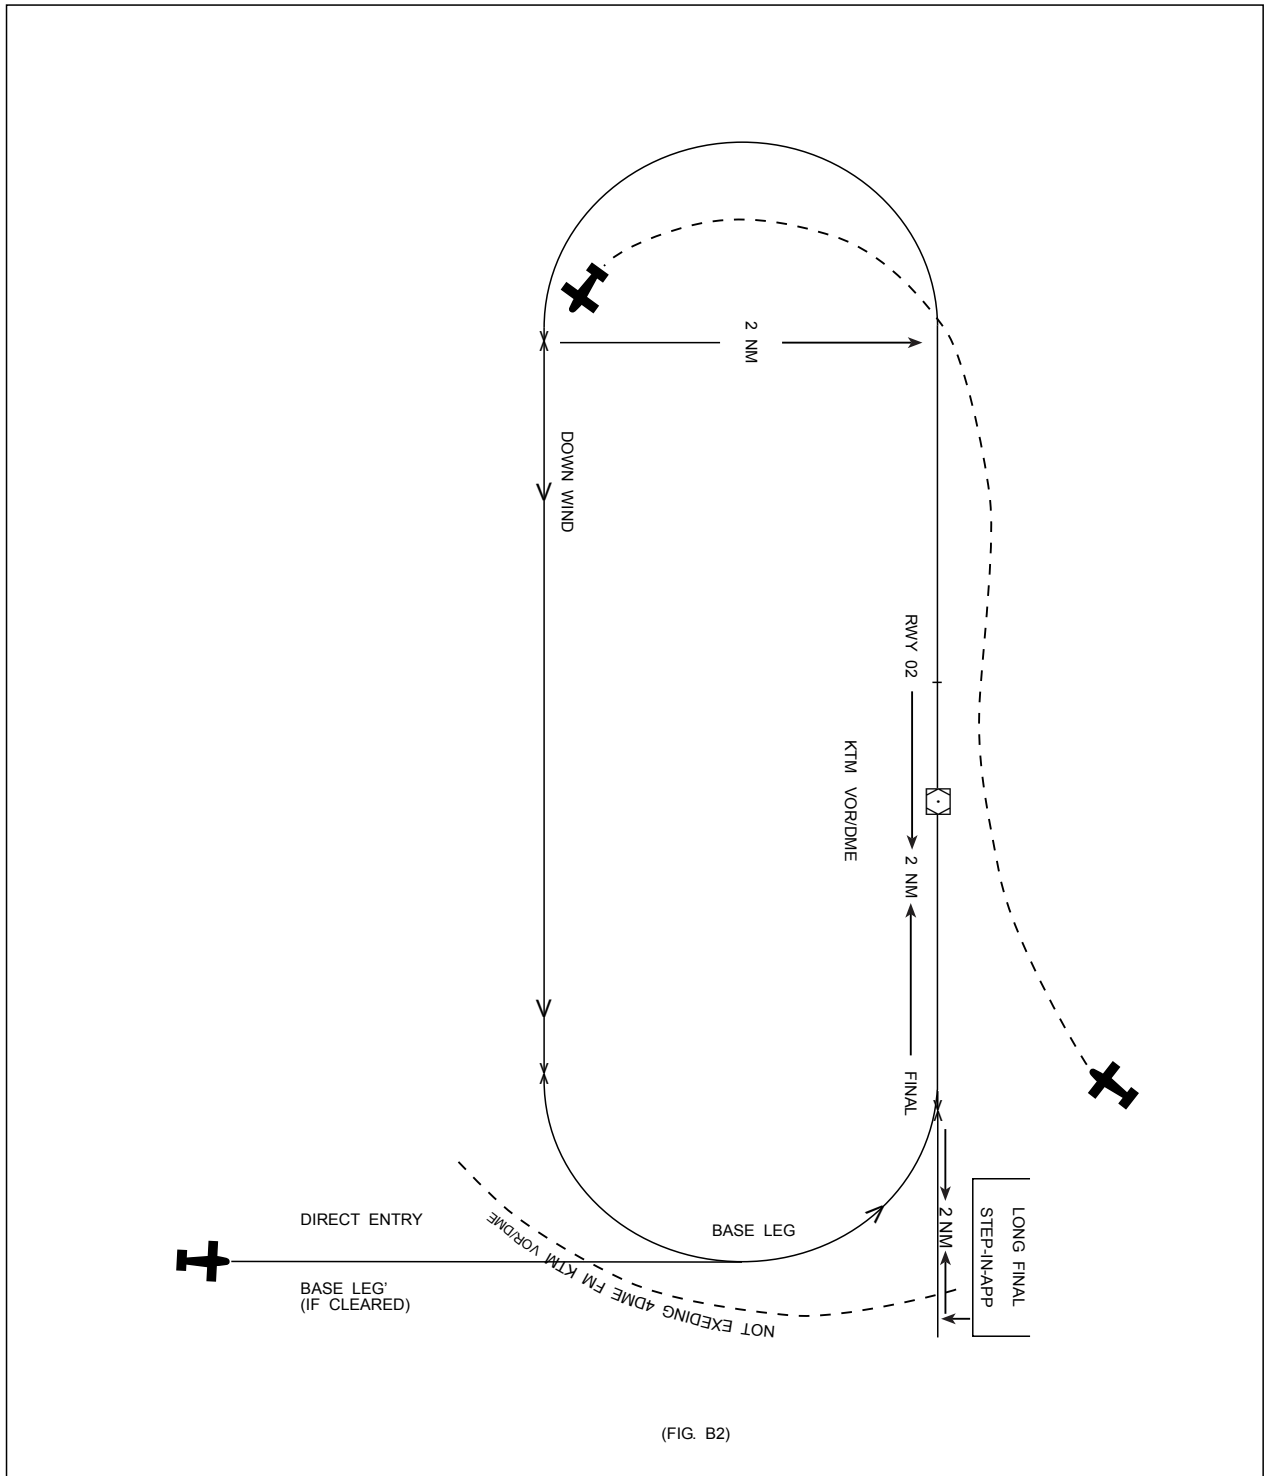 2 NM
DOWN WIND
RWY 02
KTM VOR/DME
2 NM
FINAL
2 NM
LONG FINAL
STEP-IN-APP
DIRECT ENTRY
BASE LEG
BASE LEG'
(IF CLEARED)
NOT EXEDING 4DME FM KTM VOR/DME
(FIG. B2)